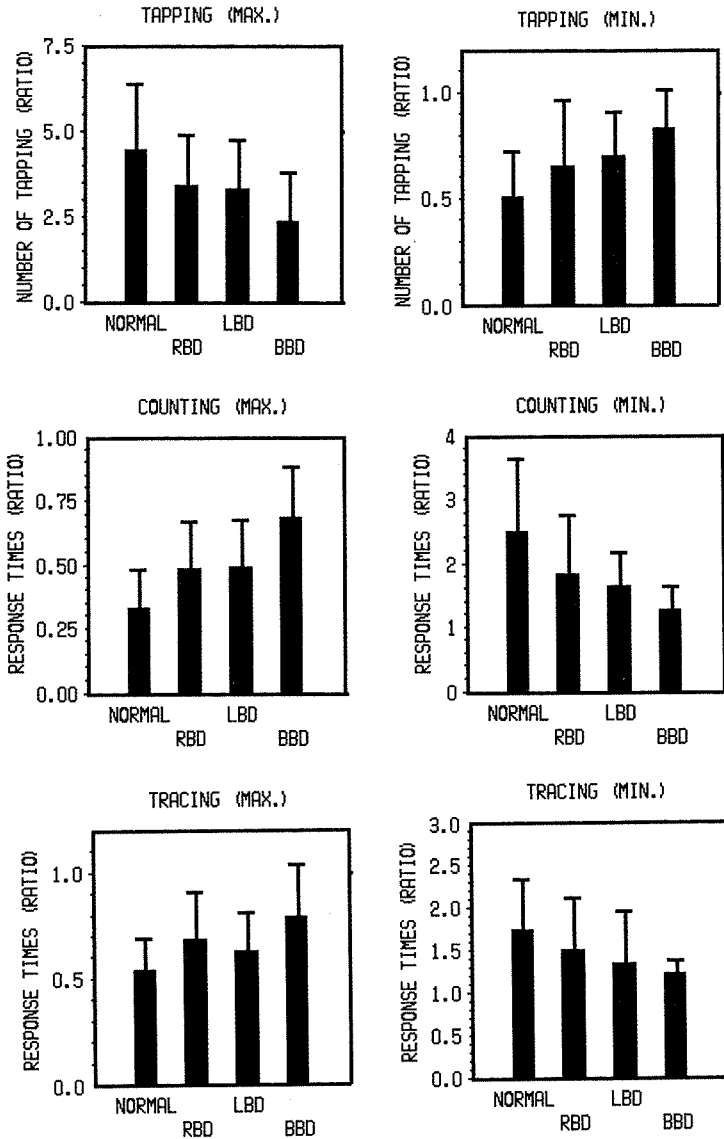 TAPPING (MAX.)
NUMBER OF TAPPING (RATIO)
7.5
5.0
2.5
0.0
NORMAL
RBD
LBD
BBD
TAPPING (MIN.)
NUMBER OF TAPPING (RATIO)
1.0
0.5
0.0
NORMAL
RBD
LBD
BBD
COUNTING (MAX.)
RESPONSE TIMES (RATIO)
1.00
0.75
0.50
0.25
0.00
NORMAL
RBD
LBD
BBD
COUNTING (MIN.)
RESPONSE TIMES (RATIO)
4
3
2
1
0
NORMAL
RBD
LBD
BBD
TRACING (MAX.)
RESPONSE TIMES (RATIO)
1.0
0.5
0.0
NORMAL
RBD
LBD
BBD
TRACING (MIN.)
RESPONSE TIMES (RATIO)
3.0
2.5
2.0
1.5
1.0
0.5
0.0
NORMAL
RBD
LBD
BBD